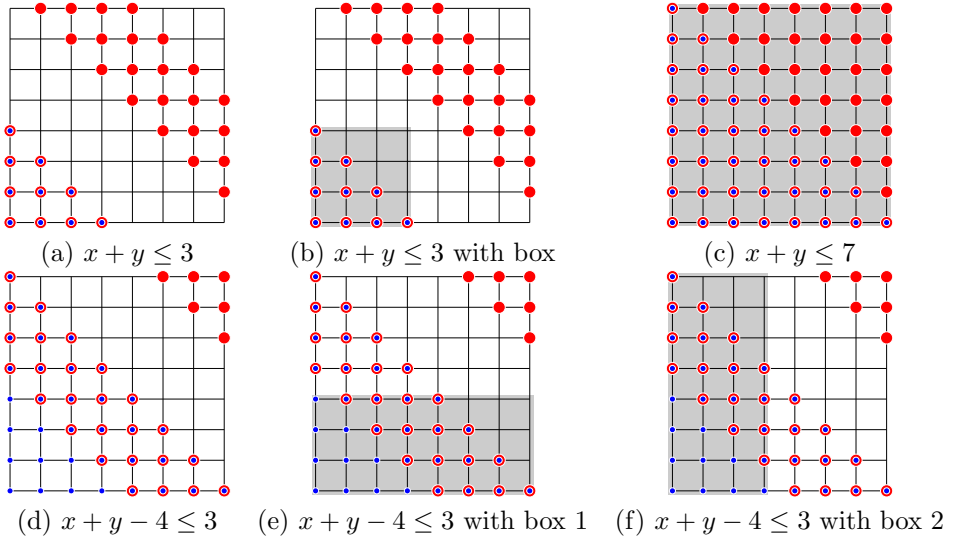 (a) x + y ≤ 3
(b) x + y ≤ 3 with box
(c) x + y ≤ 7
(d) x + y − 4 ≤ 3
(e) x + y − 4 ≤ 3 with box 1
(f) x + y − 4 ≤ 3 with box 2